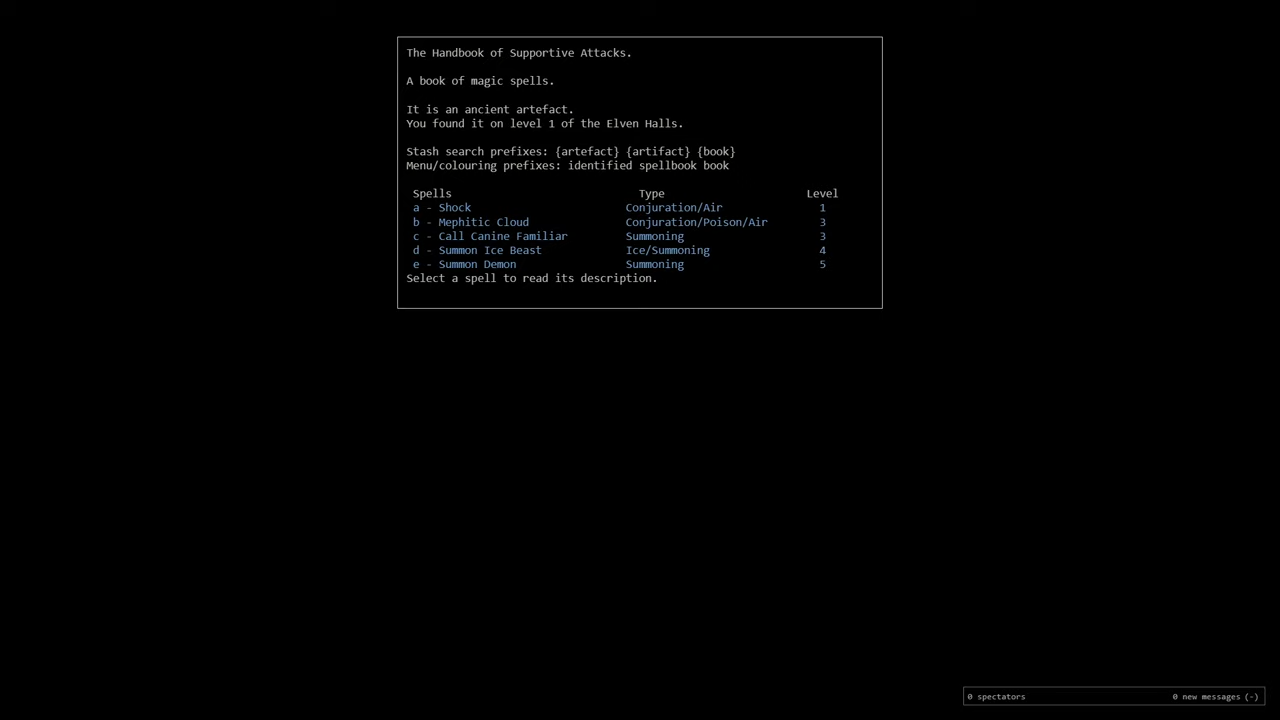 The Handbook of Supportive Attacks.
A book of magic spells.
It is an ancient artefact.
You found it on level 1 of the Elven Halls.
Stash search prefixes: {artefact} {artifact} {book}
Menu/colouring prefixes: identified spellbook book
Spells Type Level
a - Shock Conjuration/Air 1
b - Mephitic Cloud Conjuration/Poison/Air 3
c - Call Canine Familiar Summoning 3
d - Summon Ice Beast Ice/Summoning 4
e - Summon Demon Summoning 5
Select a spell to read its description.
0 spectators 0 new messages (-)